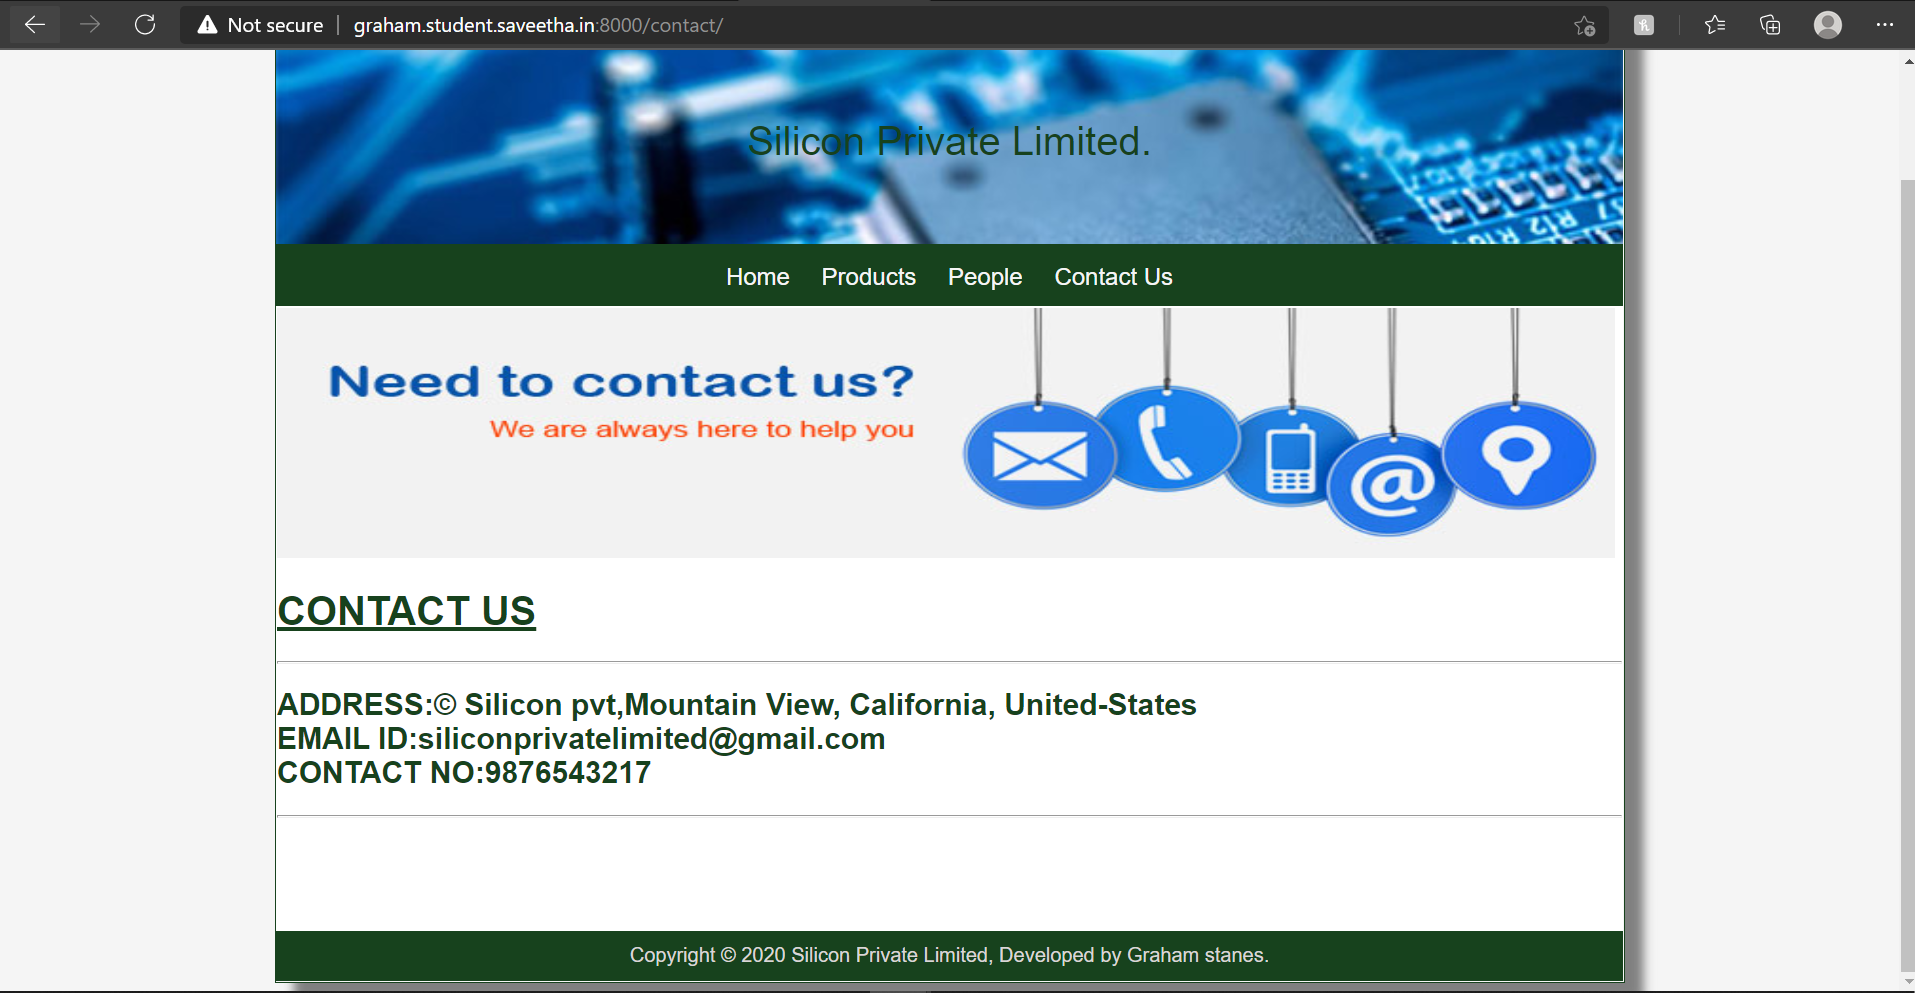 Not secure | graham.student.saveetha.in:8000/contact/
Silicon Private Limited.
Home Products People Contact Us
Need to contact us?
We are always here to help you
@
CONTACT US
ADDRESS:© Silicon pvt,Mountain View, California, United-States
EMAIL ID:siliconprivatelimited@gmail.com
CONTACT NO:9876543217
Copyright © 2020 Silicon Private Limited, Developed by Graham stanes.